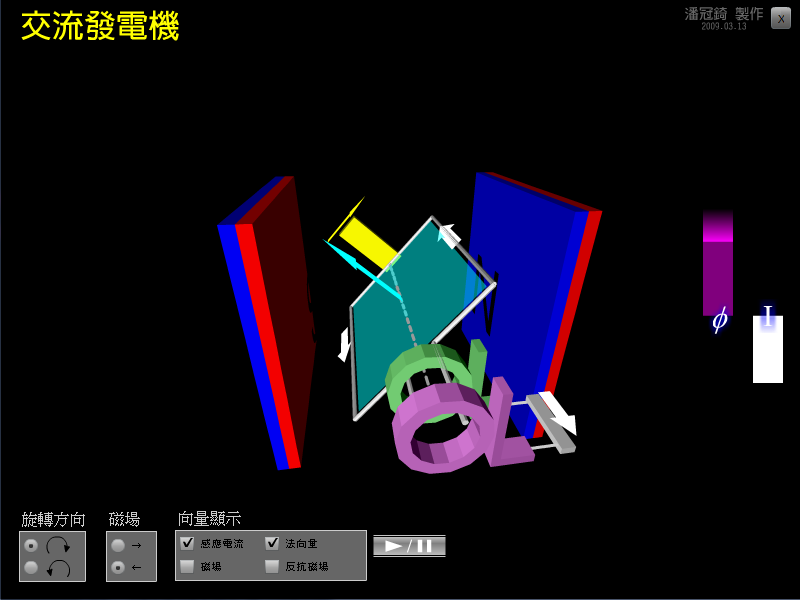 交流發電機
潘冠錡 製作
2009.03.13
X
ϕ
I
旋轉方向
磁場
→
←
向量顯示
感應電流
法向量
磁場
反抗磁場